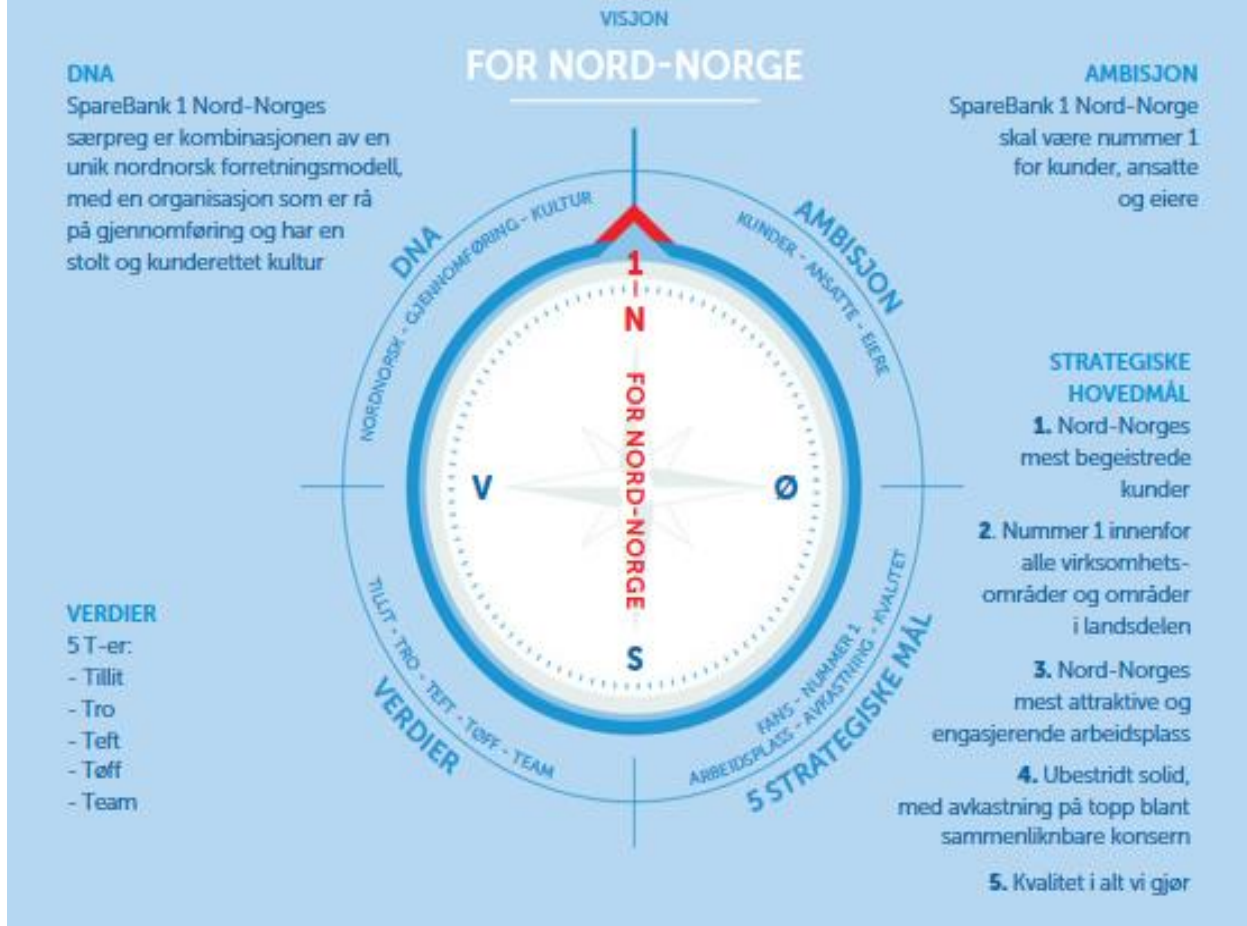 VISJON
FOR NORD-NORGE
DNA
SpareBank 1 Nord-Norges
særpreg er kombinasjonen av en
unik nordnorsk forretningsmodell,
med en organisasjon som er rå
på gjennomføring og har en
stolt og kunderettet kultur
AMBISJON
SpareBank 1 Nord-Norge
skal være nummer 1
for kunder, ansatte
og eiere
DNA
NORDNORSK - GJENNOMFØRING - KULTUR
AMBISJON
KUNDER - ANSATTE - EIERE
1
N
FOR NORD-NORGE
V
Ø
S
VERDIER
5 T-er:
- Tillit
- Tro
- Teft
- Tøff
- Team
TILLIT - TRO - TEFT - TØFF - TEAM
VERDIER
FANS - NUMMER 1
ARBEIDSPLASS - AVKASTNING - KVALITET
5 STRATEGISKE MÅL
STRATEGISKE
HOVEDMÅL
1. Nord-Norges
mest begeistrede
kunder
2. Nummer 1 innenfor
alle virksomhets-
områder og områder
i landsdelen
3. Nord-Norges
mest attraktive og
engasjerende arbeidsplass
4. Ubestridt solid,
med avkastning på topp blant
sammenliknbare konsern
5. Kvalitet i alt vi gjør